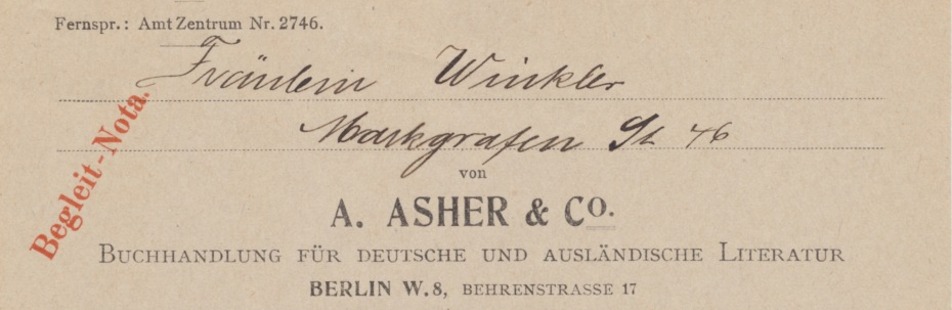 Fernspr.: Amt Zentrum Nr. 2746.
Fräulein Winkler
Markgrafen St 46
Begleit-Nota.
von
A. ASHER & Co.
BUCHHANDLUNG FÜR DEUTSCHE UND AUSLÄNDISCHE LITERATUR
BERLIN W. 8, BEHRENSTRASSE 17